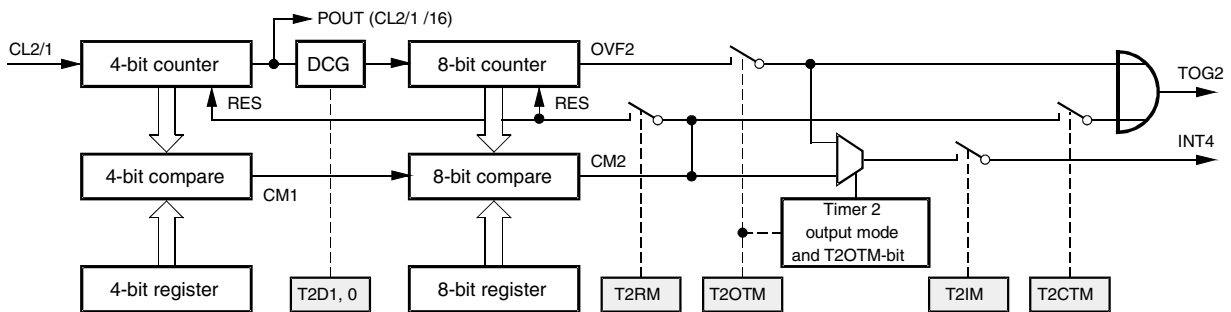 POUT (CL2/1 /16)
CL2/1
4-bit counter
DCG
8-bit counter
OVF2
TOG2
RES
RES
INT4
4-bit compare
CM1
8-bit compare
CM2
Timer 2
output mode
and T2OTM-bit
4-bit register
T2D1, 0
8-bit register
T2RM
T2OTM
T2IM
T2CTM